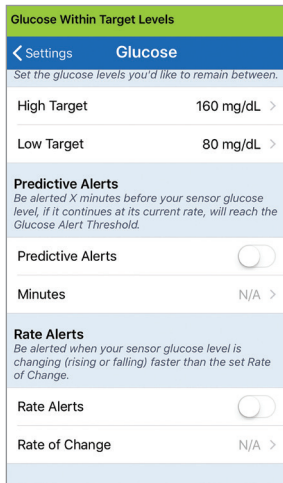 Glucose Within Target Levels
Settings Glucose
Set the glucose levels you'd like to remain between.
High Target 160 mg/dL
Low Target 80 mg/dL
Predictive Alerts
Be alerted X minutes before your sensor glucose
level, if it continues at its current rate, will reach the
Glucose Alert Threshold.
Predictive Alerts
Minutes N/A
Rate Alerts
Be alerted when your sensor glucose level is
changing (rising or falling) faster than the set Rate
of Change.
Rate Alerts
Rate of Change N/A